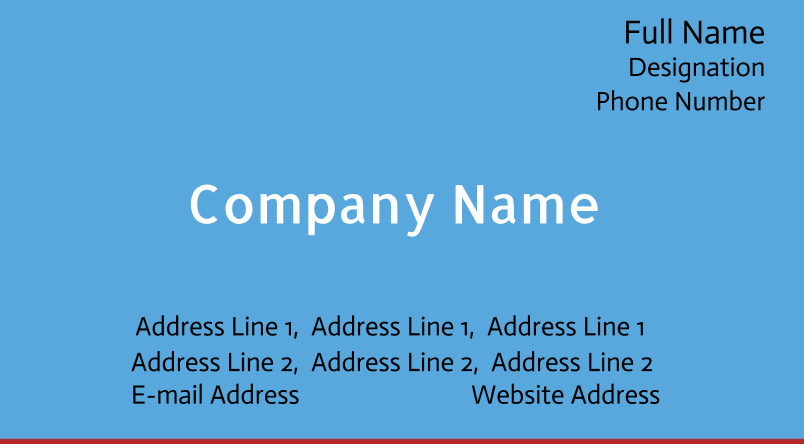 Full Name
Designation
Phone Number
Company Name
Address Line 1, Address Line 1, Address Line 1
Address Line 2, Address Line 2, Address Line 2
E-mail Address Website Address